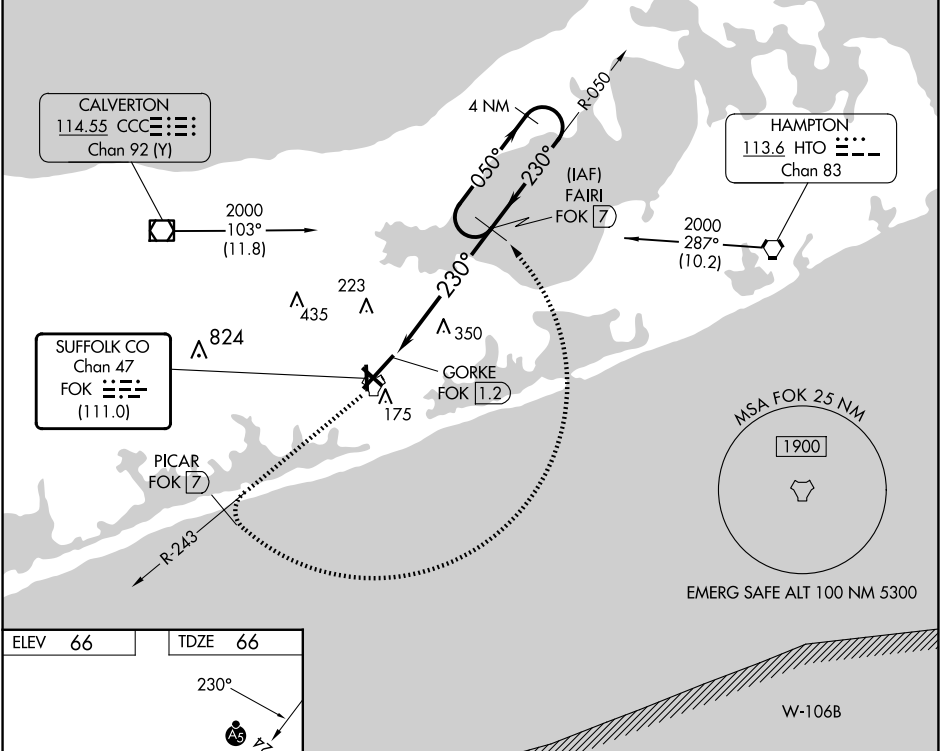 CALVERTON
114.55 CCC
Chan 92 (Y)
4 NM
R-050
050°
230°
(IAF)
FAIRI
FOK 7
HAMPTON
113.6 HTO
Chan 83
2000
103°
(11.8)
2000
287°
(10.2)
230°
435
223
350
824
SUFFOLK CO
Chan 47
FOK
(111.0)
GORKE
FOK 1.2
175
PICAR
FOK 7
R-243
MSA FOK 25 NM
1900
EMERG SAFE ALT 100 NM 5300
ELEV 66
TDZE 66
230°
A5
24
W-106B